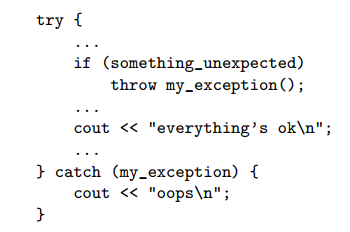 try {
    ...
    if (something_unexpected)
        throw my_exception();
    ...
    cout << "everything’s ok\n";
    ...
} catch (my_exception) {
    cout << "oops\n";
}